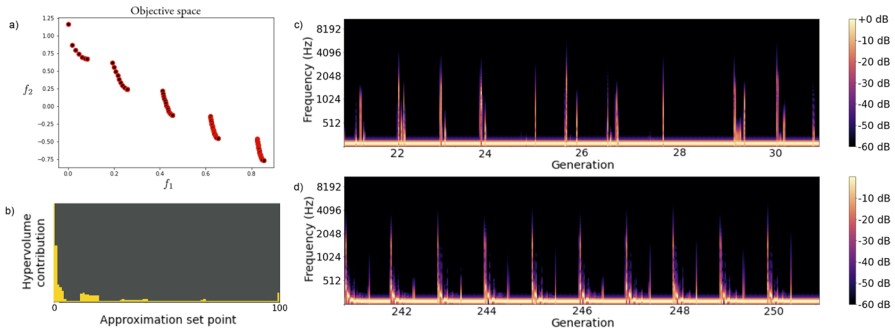 a)
Objective space
1.25
1.00
0.75
0.50
0.25
0.00
-0.25
-0.50
-0.75
f2
0.0 0.2 0.4 0.6 0.8
f1
b)
Hypervolume
contribution
0 100
Approximation set point
c)
Frequency (Hz)
8192
4096
2048
1024
512
22 24 26 28 30
Generation
+0 dB
-10 dB
-20 dB
-30 dB
-40 dB
-50 dB
-60 dB
d)
Frequency (Hz)
8192
4096
2048
1024
512
242 244 246 248 250
Generation
-10 dB
-20 dB
-30 dB
-40 dB
-50 dB
-60 dB